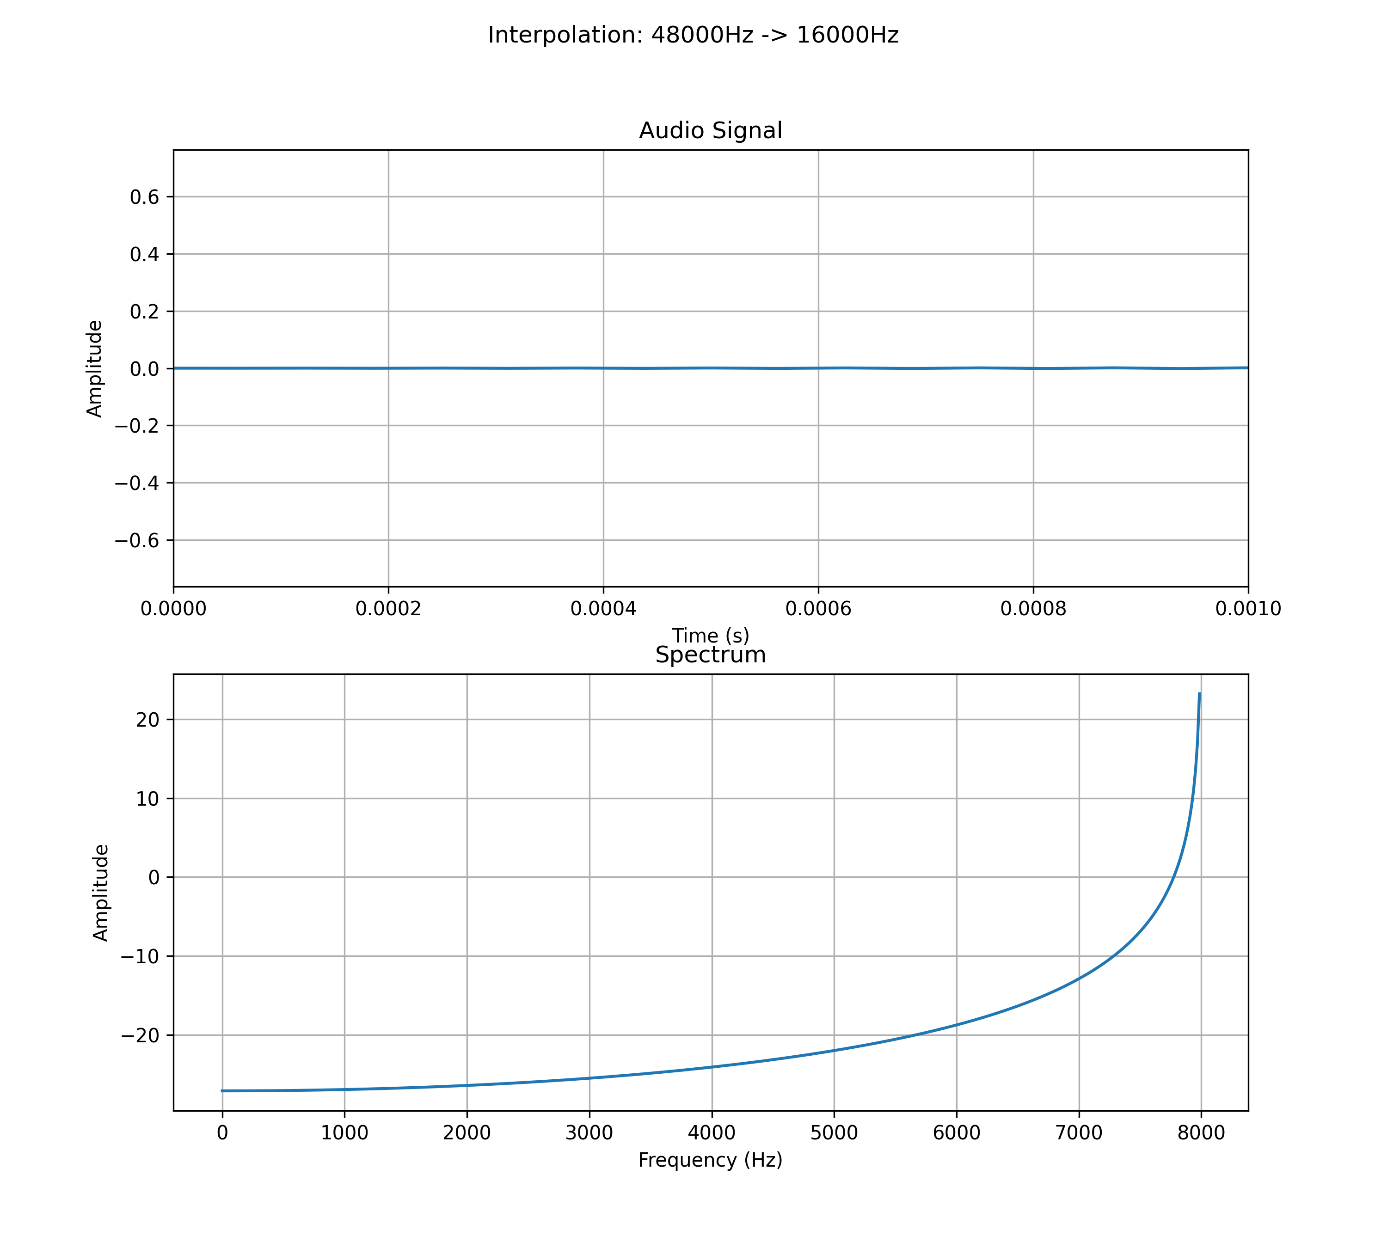 Interpolation: 48000Hz -> 16000Hz
Audio Signal
Amplitude
0.6
0.4
0.2
0.0
−0.2
−0.4
−0.6
0.0000 0.0002 0.0004 0.0006 0.0008 0.0010
Time (s)
Spectrum
Amplitude
20
10
0
−10
−20
0 1000 2000 3000 4000 5000 6000 7000 8000
Frequency (Hz)